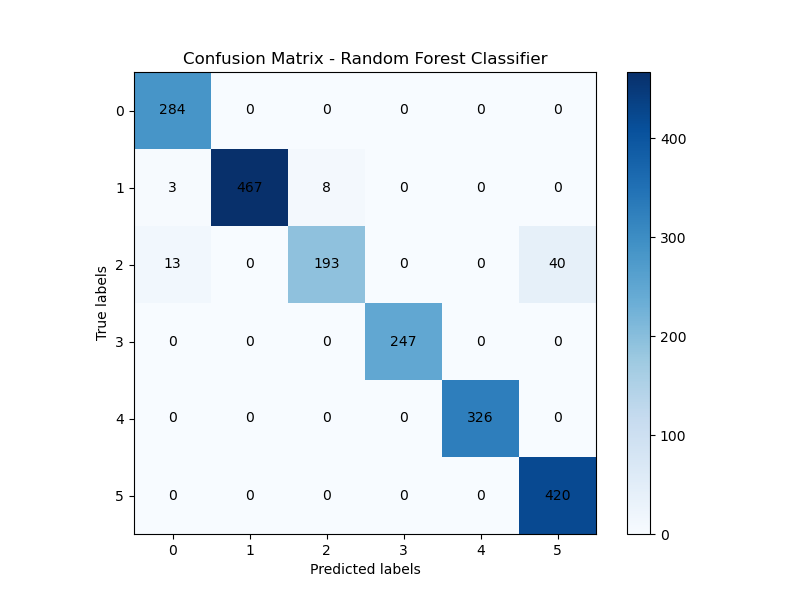 Confusion Matrix - Random Forest Classifier
0 284 0 0 0 0 0
1 3 467 8 0 0 0
2 13 0 193 0 0 40
3 0 0 0 247 0 0
4 0 0 0 0 326 0
5 0 0 0 0 0 420
0 1 2 3 4 5
Predicted labels
True labels
400
300
200
100
0